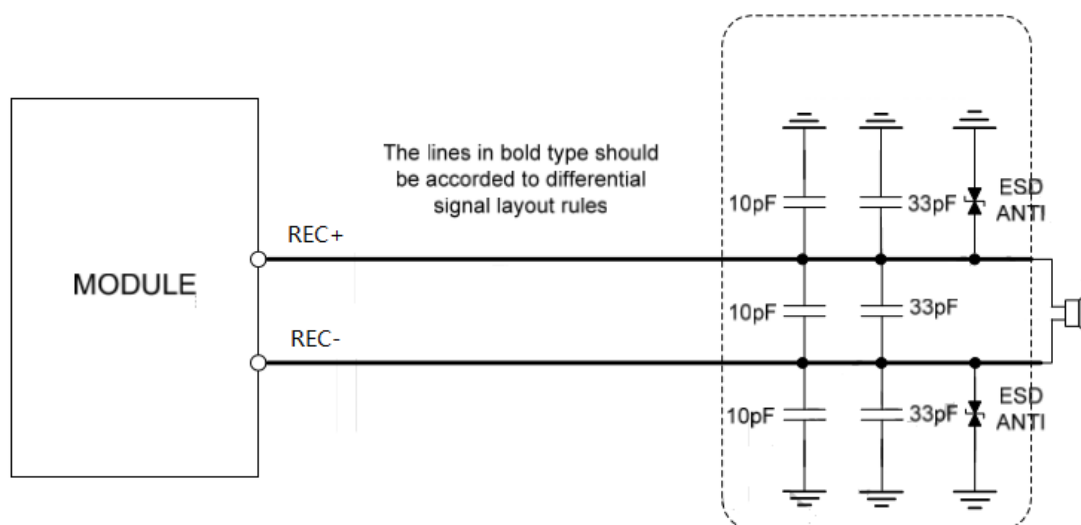 The lines in bold type should
be accorded to differential
signal layout rules
MODULE
REC+
REC-
10pF
33pF
ESD
ANTI
10pF
33pF
10pF
33pF
ESD
ANTI